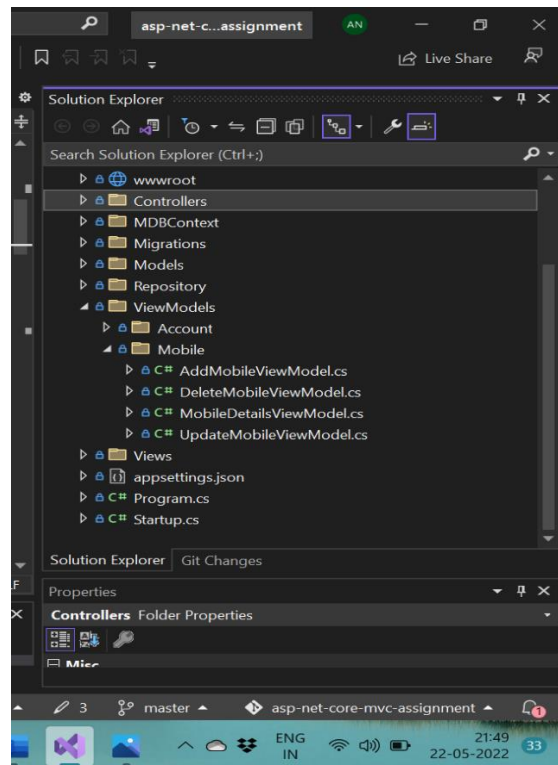 asp-net-c...assignment AN
Live Share
Solution Explorer
Search Solution Explorer (Ctrl+;)
wwwroot
Controllers
MDBContext
Migrations
Models
Repository
ViewModels
Account
Mobile
C# AddMobileViewModel.cs
C# DeleteMobileViewModel.cs
C# MobileDetailsViewModel.cs
C# UpdateMobileViewModel.cs
Views
appsettings.json
C# Program.cs
C# Startup.cs
Solution Explorer Git Changes
Properties
Controllers Folder Properties
Misc
3 master asp-net-core-mvc-assignment 1
ENG 21:49
IN 22-05-2022 33